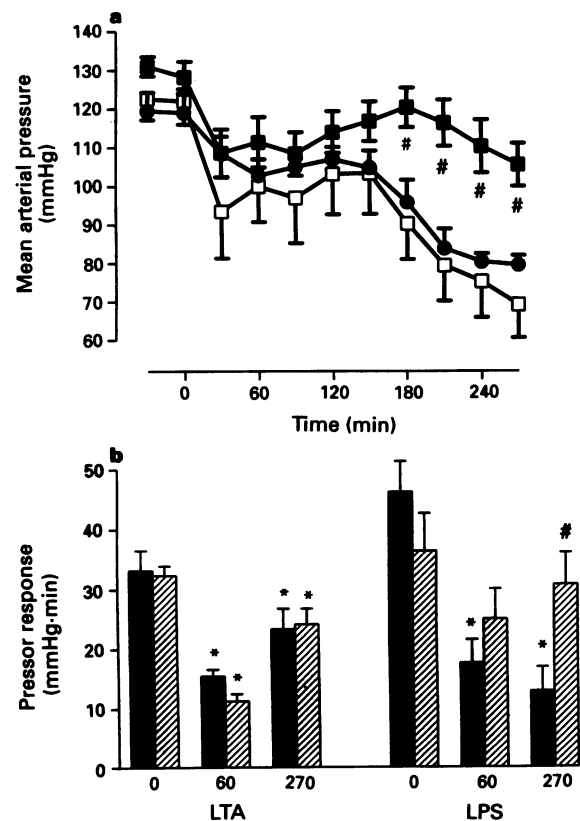 a
140
130
120
110
100
90
80
70
60
Mean arterial pressure
(mmHg)
#
#
#
#
0 60 120 180 240
Time (min)
b
50
40
30
20
10
0
Pressor response
(mmHg·min)
* * * *
* * #
0 60 270 0 60 270
LTA LPS